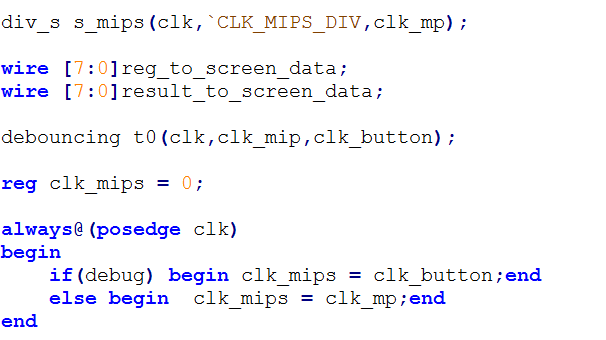 div_s s_mips(clk,`CLK_MIPS_DIV,clk_mp);
wire [7:0]reg_to_screen_data;
wire [7:0]result_to_screen_data;
debouncing t0(clk,clk_mip,clk_button);
reg clk_mips = 0;
always@(posedge clk)
begin
    if(debug) begin clk_mips = clk_button;end
    else begin  clk_mips = clk_mp;end
end